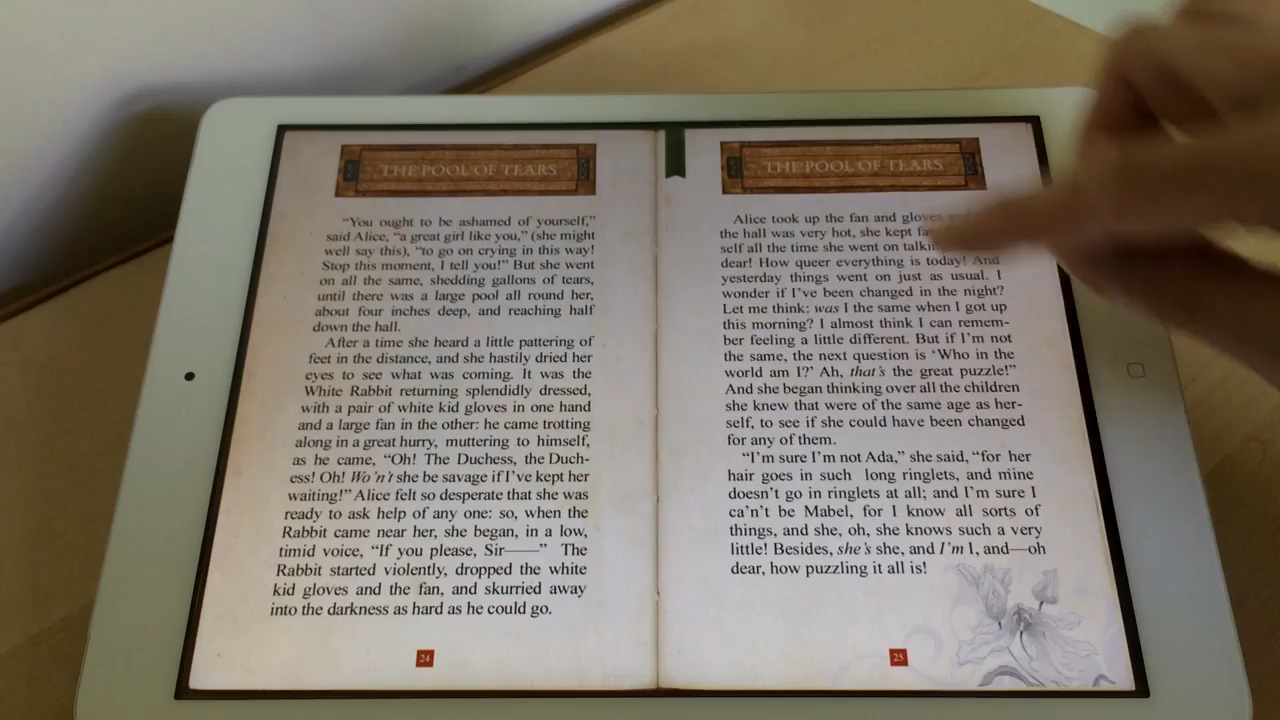 THE POOL OF TEARS
“You ought to be ashamed of yourself,”
said Alice, “a great girl like you,” (she might
well say this), “to go on crying in this way!
Stop this moment, I tell you!” But she went
on all the same, shedding gallons of tears,
until there was a large pool all round her,
about four inches deep, and reaching half
down the hall.
After a time she heard a little pattering of
feet in the distance, and she hastily dried her
eyes to see what was coming. It was the
White Rabbit returning splendidly dressed,
with a pair of white kid gloves in one hand
and a large fan in the other: he came trotting
along in a great hurry, muttering to himself,
as he came, “Oh! The Duchess, the Duch-
ess! Oh! Wo’n’t she be savage if I’ve kept her
waiting!” Alice felt so desperate that she was
ready to ask help of any one: so, when the
Rabbit came near her, she began, in a low,
timid voice, “If you please, Sir——” The
Rabbit started violently, dropped the white
kid gloves and the fan, and skurried away
into the darkness as hard as he could go.
24
THE POOL OF TEARS
Alice took up the fan and gloves
the hall was very hot, she kept
self all the time she went on
dear! How queer everything is today! And
yesterday things went on just as usual. I
wonder if I’ve been changed in the night?
Let me think: was I the same when I got up
this morning? I almost think I can remem-
ber feeling a little different. But if I’m not
the same, the next question is ‘Who in the
world am I?’ Ah, that’s the great puzzle!”
And she began thinking over all the children
she knew that were of the same age as her-
self, to see if she could have been changed
for any of them.
“I’m sure I’m not Ada,” she said, “for her
hair goes in such long ringlets, and mine
doesn’t go in ringlets at all; and I’m sure I
ca’n’t be Mabel, for I know all sorts of
things, and she, oh, she knows such a very
little! Besides, she’s she, and I’m I, and—oh
dear, how puzzling it all is!
25